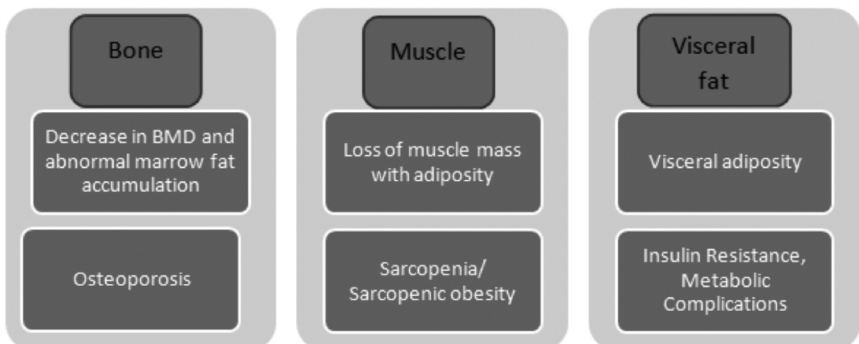 Bone
Decrease in BMD and
abnormal marrow fat
accumulation
Osteoporosis
Muscle
Loss of muscle mass
with adiposity
Sarcopenia/
Sarcopenic obesity
Visceral
fat
Visceral adiposity
Insulin Resistance,
Metabolic
Complications